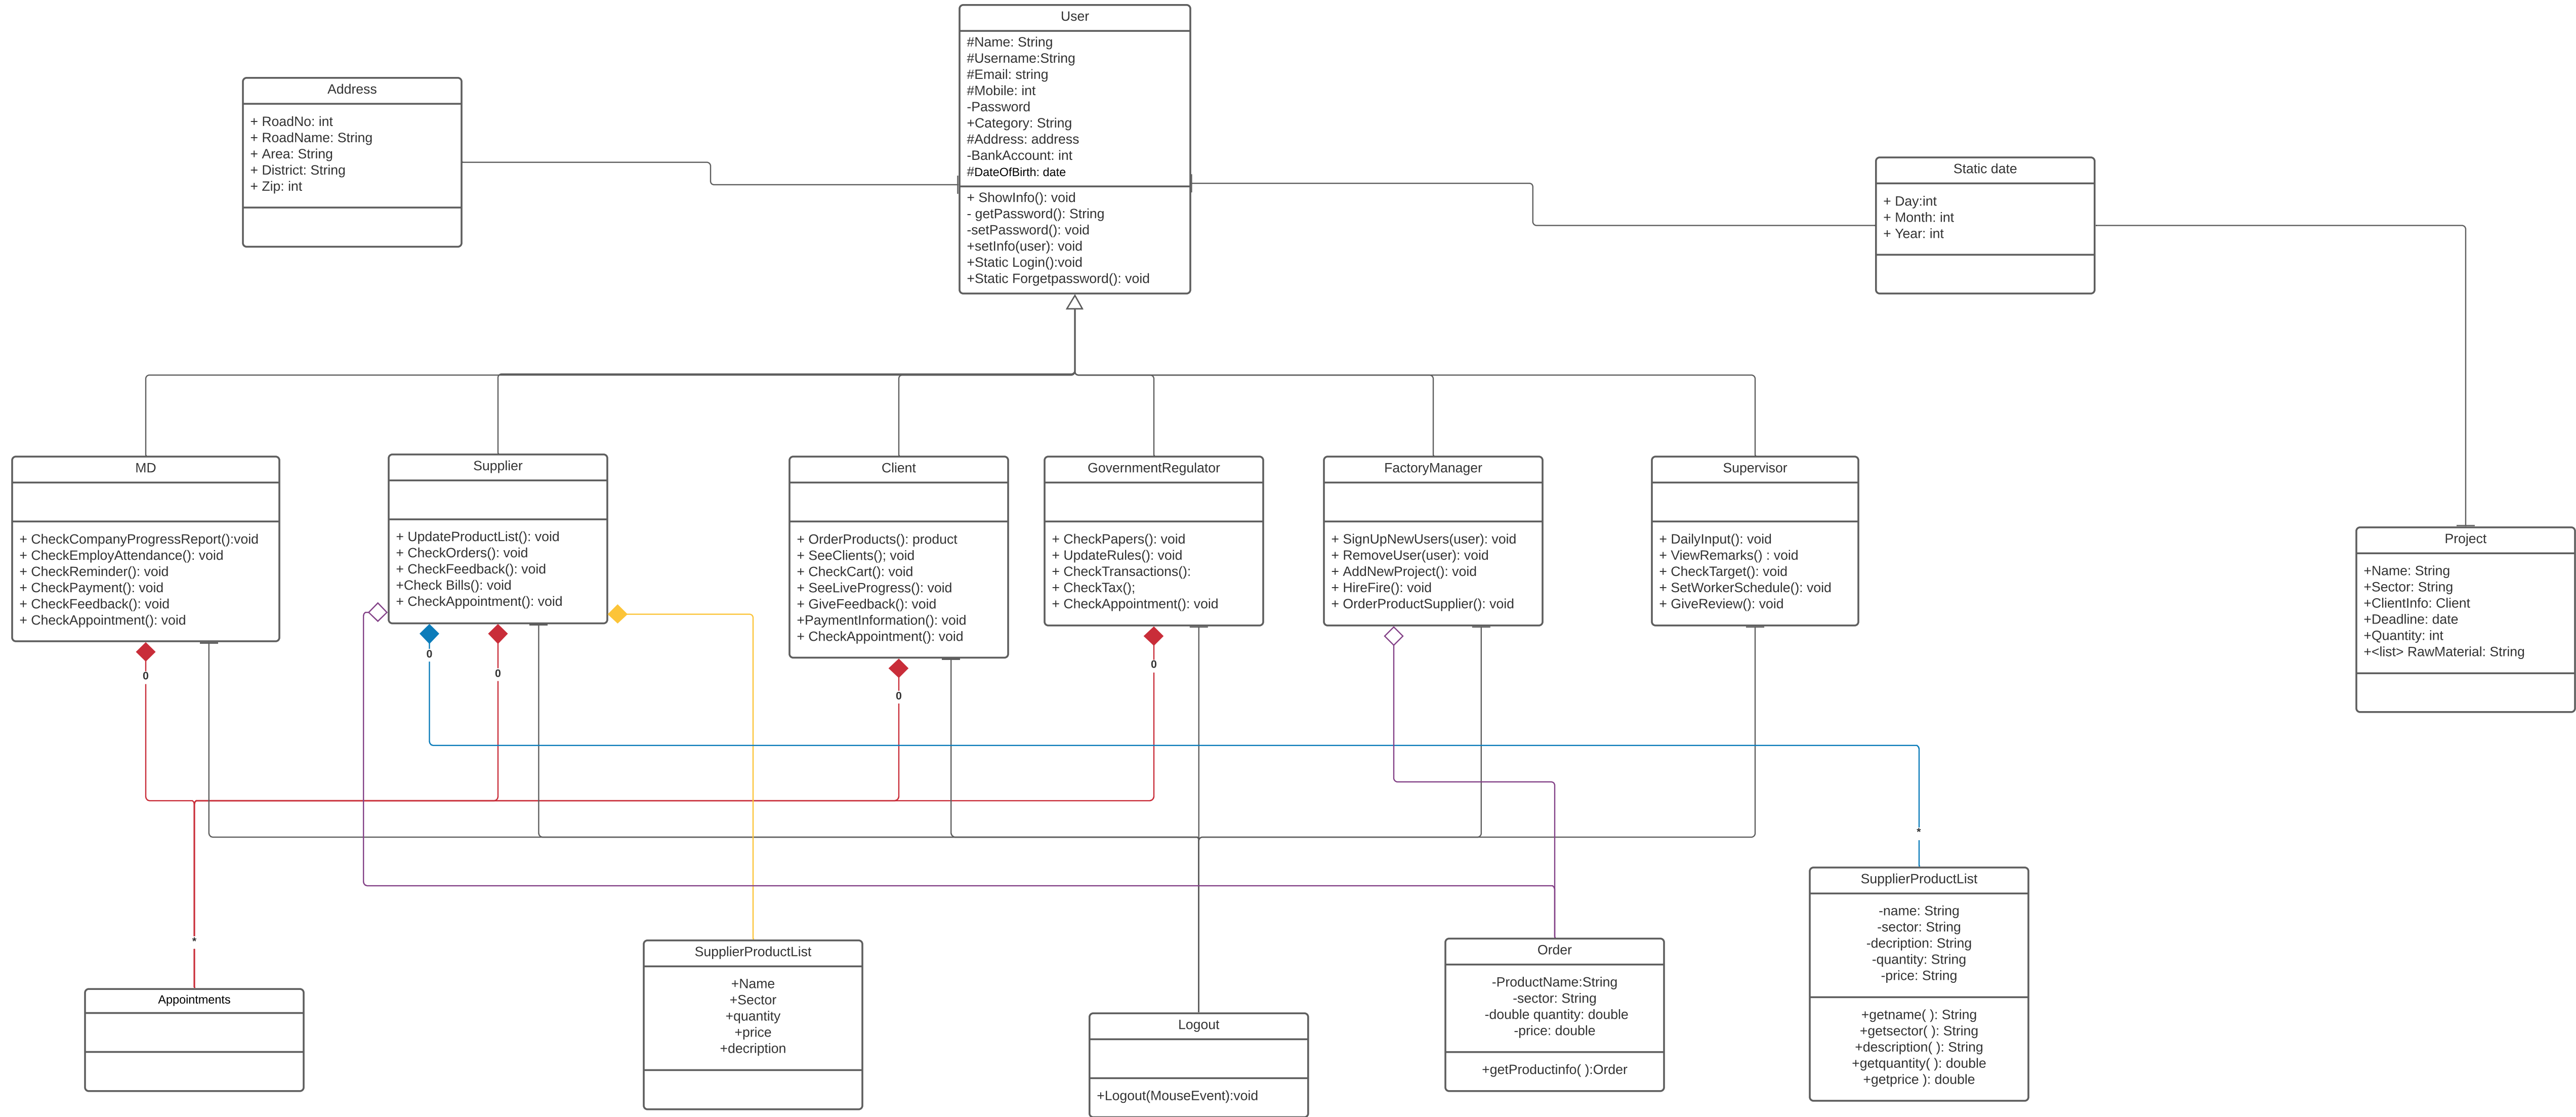 User
#Name: String
#Username:String
#Email: string
#Mobile: int
-Password
+Category: String
#Address: address
-BankAccount: int
#DateOfBirth: date
+ ShowInfo(): void
- getPassword(): String
-setPassword(): void
+setInfo(user): void
+Static Login():void
+Static Forgetpassword(): void
Address
+ RoadNo: int
+ RoadName: String
+ Area: String
+ District: String
+ Zip: int
Static date
+ Day:int
+ Month: int
+ Year: int
MD
+ CheckCompanyProgressReport():void
+ CheckEmployAttendance(): void
+ CheckReminder(): void
+ CheckPayment(): void
+ CheckFeedback(): void
+ CheckAppointment(): void
Supplier
+ UpdateProductList(): void
+ CheckOrders(): void
+ CheckFeedback(): void
+Check Bills(): void
+ CheckAppointment(): void
Client
+ OrderProducts(): product
+ SeeClients(); void
+ CheckCart(): void
+ SeeLiveProgress(): void
+ GiveFeedback(): void
+PaymentInformation(): void
+ CheckAppointment(): void
GovernmentRegulator
+ CheckPapers(): void
+ UpdateRules(): void
+ CheckTransactions():
+ CheckTax();
+ CheckAppointment(): void
FactoryManager
+ SignUpNewUsers(user): void
+ RemoveUser(user): void
+ AddNewProject(): void
+ HireFire(): void
+ OrderProductSupplier(): void
Supervisor
+ DailyInput(): void
+ ViewRemarks() : void
+ CheckTarget(): void
+ SetWorkerSchedule(): void
+ GiveReview(): void
Project
+Name: String
+Sector: String
+ClientInfo: Client
+Deadline: date
+Quantity: int
+<list> RawMaterial: String
0
0
0
0
0
*
*
Appointments
SupplierProductList
+Name
+Sector
+quantity
+price
+decription
Logout
+Logout(MouseEvent):void
Order
-ProductName:String
-sector: String
-double quantity: double
-price: double
+getProductinfo( ):Order
SupplierProductList
-name: String
-sector: String
-decription: String
-quantity: String
-price: String
+getname( ): String
+getsector( ): String
+description( ): String
+getquantity( ): double
+getprice ): double